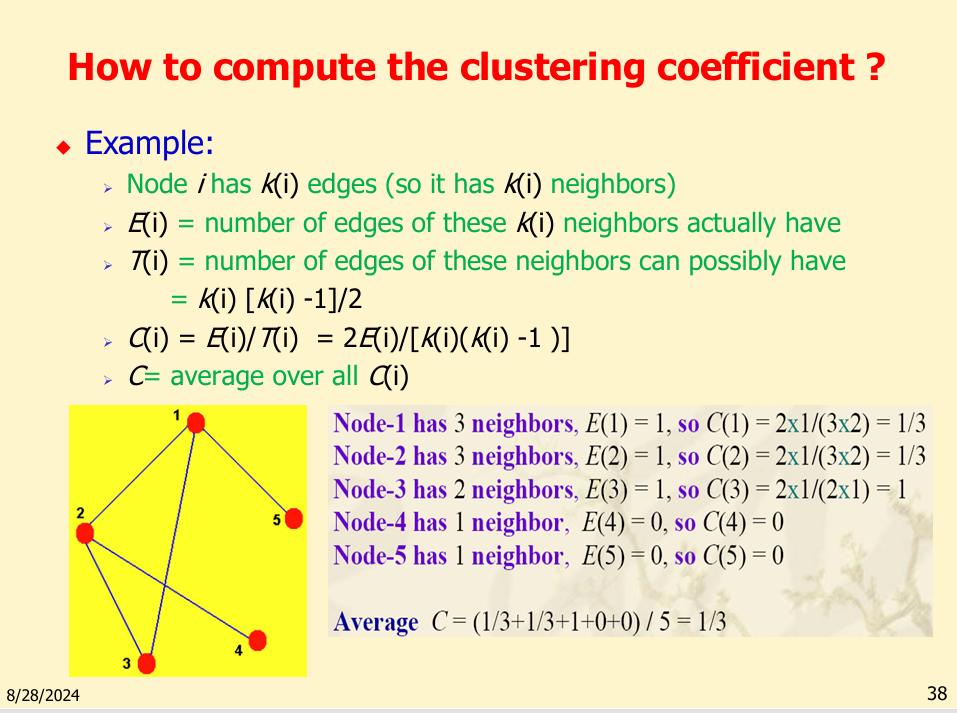 How to compute the clustering coefficient ?
◆ Example:
➢ Node i has k(i) edges (so it has k(i) neighbors)
➢ E(i) = number of edges of these k(i) neighbors actually have
➢ T(i) = number of edges of these neighbors can possibly have
= k(i) [k(i) -1]/2
➢ C(i) = E(i)/T(i) = 2E(i)/[k(i)(k(i) -1 )]
➢ C= average over all C(i)
1
2
5
4
3
Node-1 has 3 neighbors, E(1) = 1, so C(1) = 2x1/(3x2) = 1/3
Node-2 has 3 neighbors, E(2) = 1, so C(2) = 2x1/(3x2) = 1/3
Node-3 has 2 neighbors, E(3) = 1, so C(3) = 2x1/(2x1) = 1
Node-4 has 1 neighbor, E(4) = 0, so C(4) = 0
Node-5 has 1 neighbor, E(5) = 0, so C(5) = 0
Average C = (1/3+1/3+1+0+0) / 5 = 1/3
8/28/2024
38